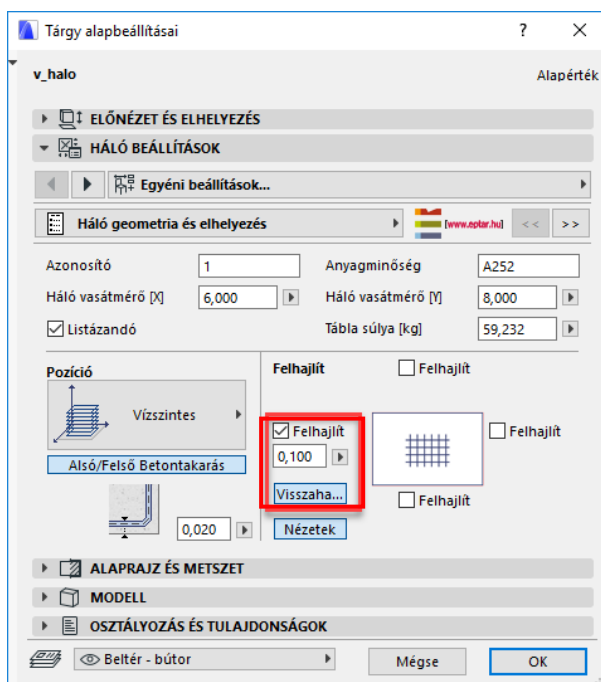 Tárgy alapbeállításai
?
v_halo
Alapérték
ELŐNÉZET ÉS ELHELYEZÉS
HÁLÓ BEÁLLÍTÁSOK
Egyéni beállítások...
Háló geometria és elhelyezés
[www.eptar.hu]
<< >>
Azonosító 1 Anyagminőség A252
Háló vasátmérő [X] 6,000 Háló vasátmérő [Y] 8,000
Listázandó Tábla súlya [kg] 59,232
Pozíció Felhajlít Felhajlít
Vízszintes
Felhajlít Felhajlít
0,100
Alsó/Felső Betontakarás
Visszaha...
Felhajlít
0,020 Nézetek
ALAPRAJZ ÉS METSZET
MODELL
OSZTÁLYOZÁS ÉS TULAJDONSÁGOK
Beltér - bútor Mégse OK